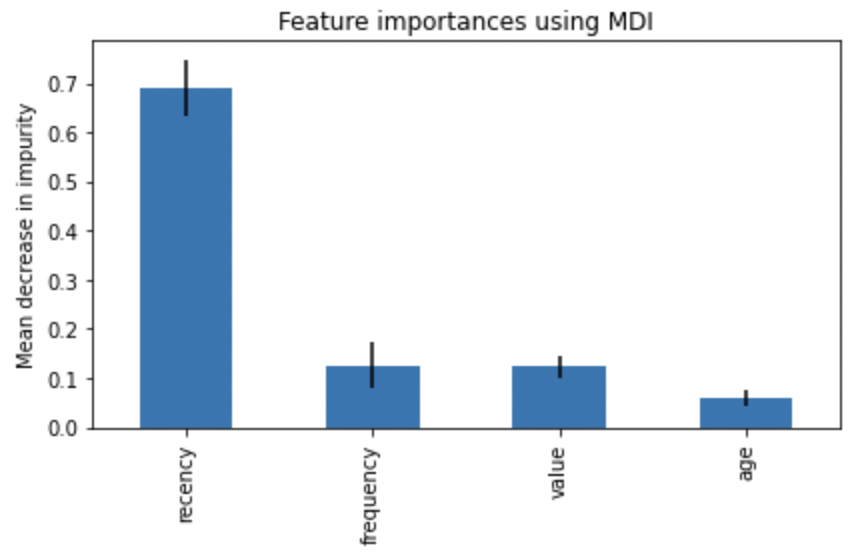 Feature importances using MDI
Mean decrease in impurity
0.7
0.6
0.5
0.4
0.3
0.2
0.1
0.0
recency
frequency
value
age